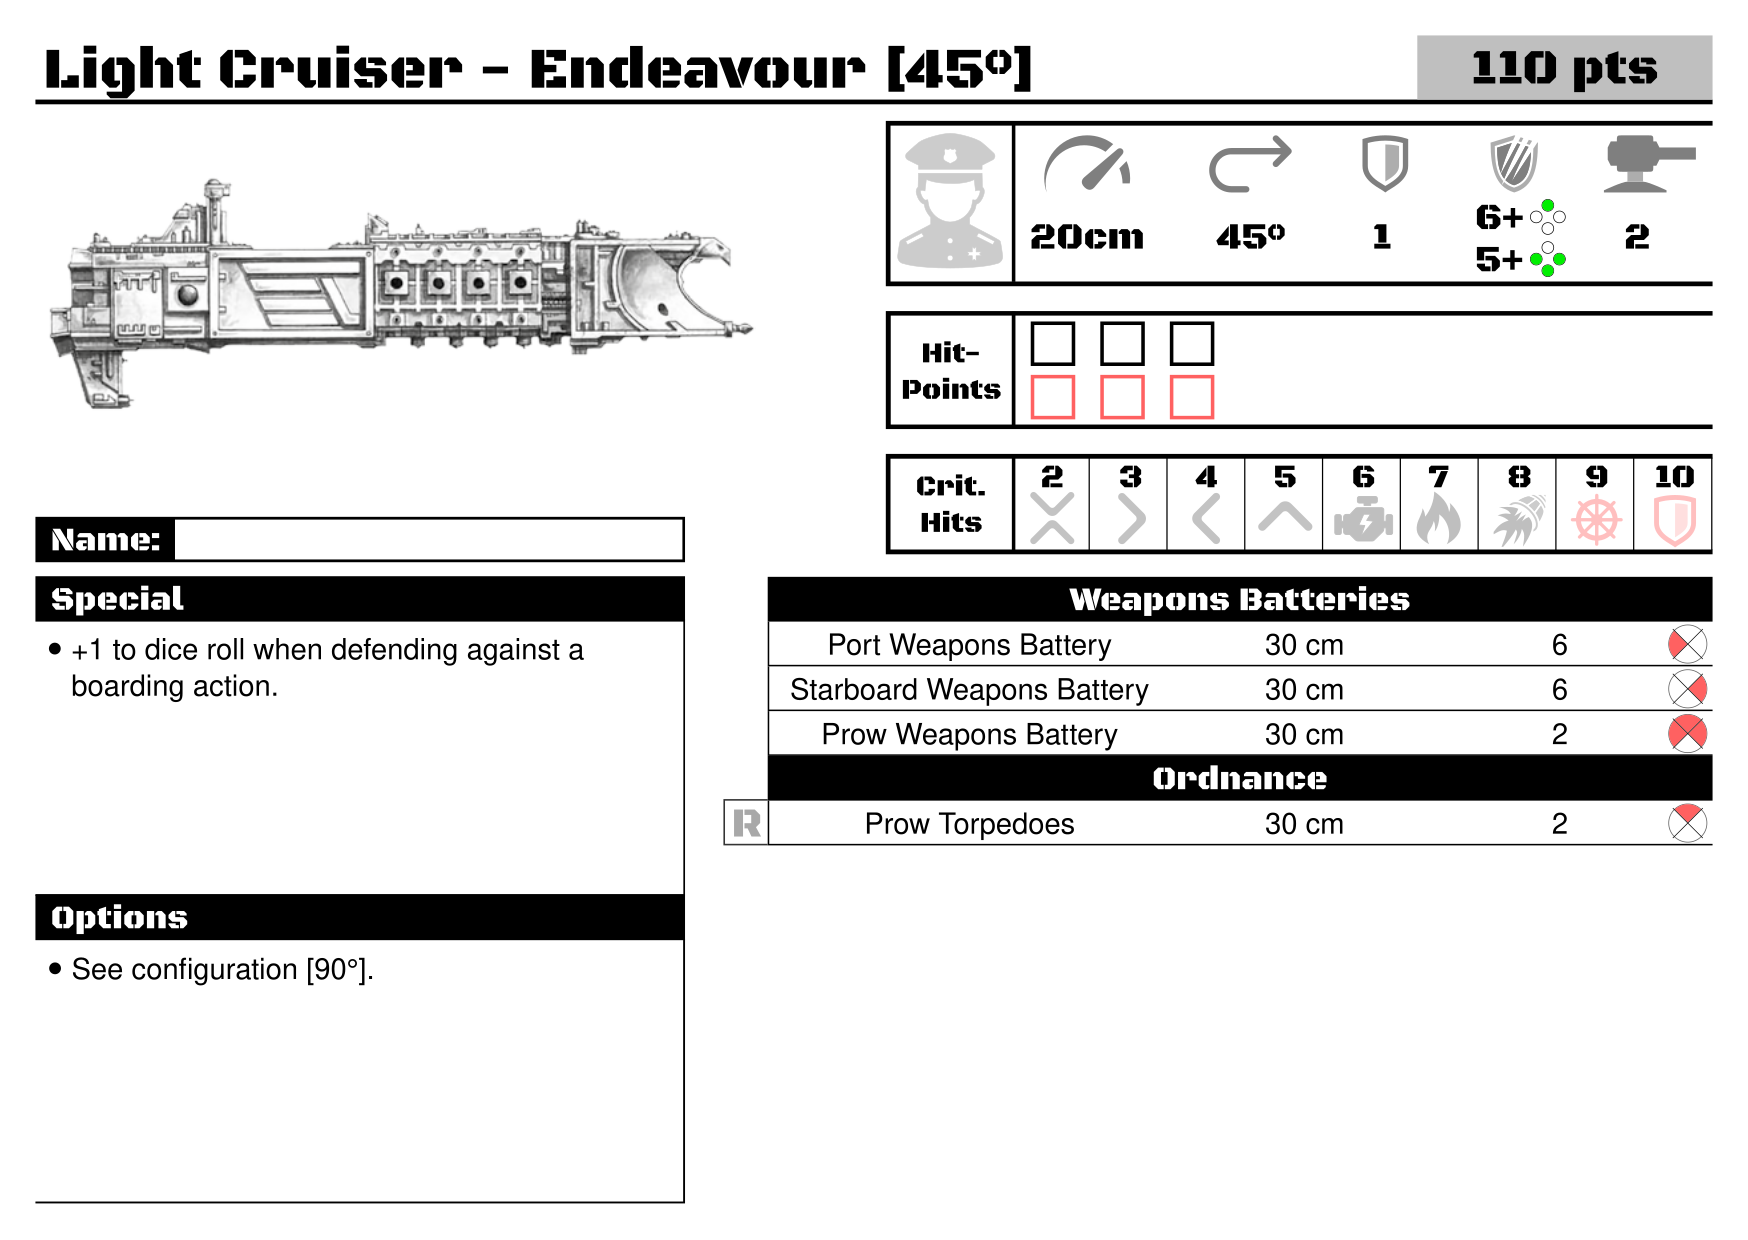 Light Cruiser – Endeavour [45º]
110 pts
20cm 45º 1 6+ 5+ 2
Hit-
Points
Crit.
Hits
2 3 4 5 6 7 8 9 10
Name:
Special
• +1 to dice roll when defending against a
boarding action.
Options
• See configuration [90°].
Weapons Batteries
Port Weapons Battery 30 cm 6
Starboard Weapons Battery 30 cm 6
Prow Weapons Battery 30 cm 2
Ordnance
R Prow Torpedoes 30 cm 2